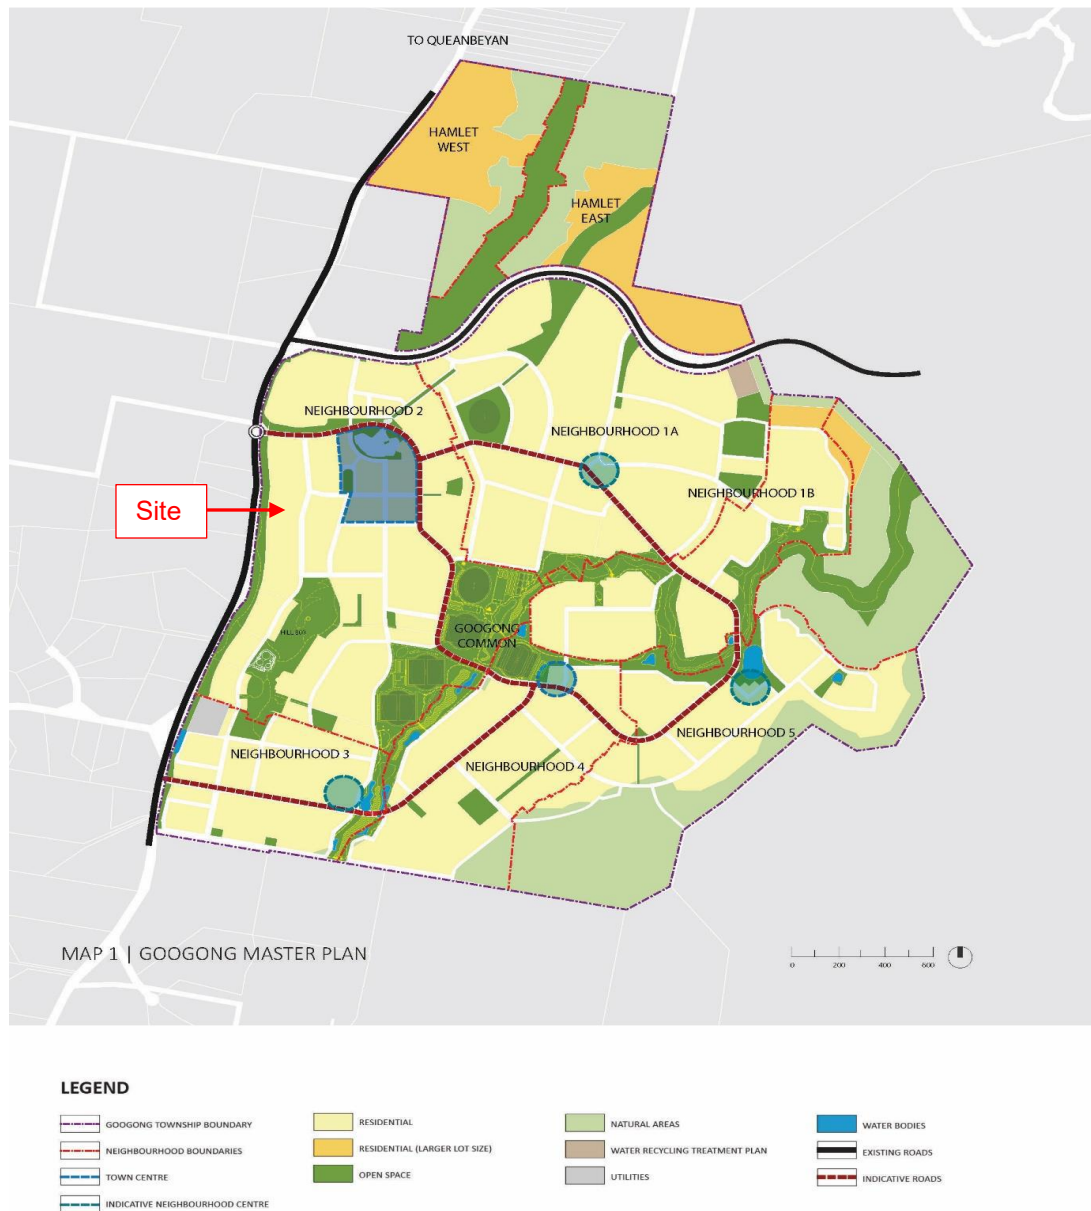 TO QUEANBEYAN
HAMLET
WEST
HAMLET
EAST
NEIGHBOURHOOD 2
NEIGHBOURHOOD 1A
NEIGHBOURHOOD 1B
Site
GOOGONG
COMMON
HILL 800
NEIGHBOURHOOD 3
NEIGHBOURHOOD 4
NEIGHBOURHOOD 5
MAP 1 | GOOGONG MASTER PLAN
0 200 400 600
LEGEND
GOOGONG TOWNSHIP BOUNDARY
NEIGHBOURHOOD BOUNDARIES
TOWN CENTRE
INDICATIVE NEIGHBOURHOOD CENTRE
RESIDENTIAL
RESIDENTIAL (LARGER LOT SIZE)
OPEN SPACE
NATURAL AREAS
WATER RECYCLING TREATMENT PLAN
UTILITIES
WATER BODIES
EXISTING ROADS
INDICATIVE ROADS